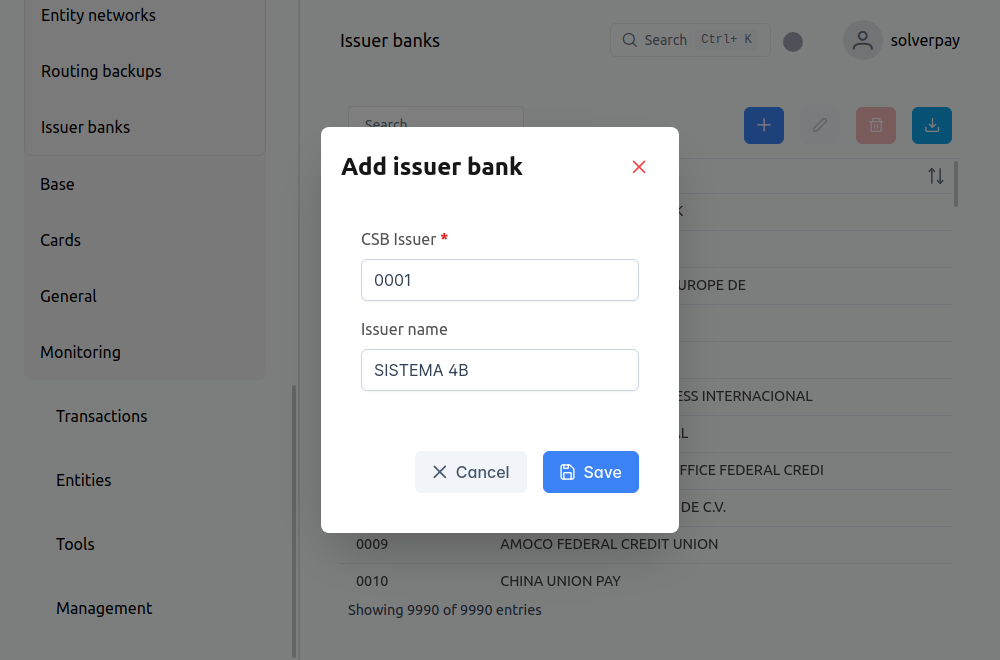 Entity networks
Routing backups
Issuer banks
Base
Cards
General
Monitoring
Transactions
Entities
Tools
Management
Issuer banks
Search Ctrl+ K
solverpay
Search
Add issuer bank
CSB Issuer *
0001
Issuer name
SISTEMA 4B
Cancel
Save
K
UROPE DE
ESS INTERNACIONAL
AL
FFICE FEDERAL CREDI
DE C.V.
0009 AMOCO FEDERAL CREDIT UNION
0010 CHINA UNION PAY
Showing 9990 of 9990 entries